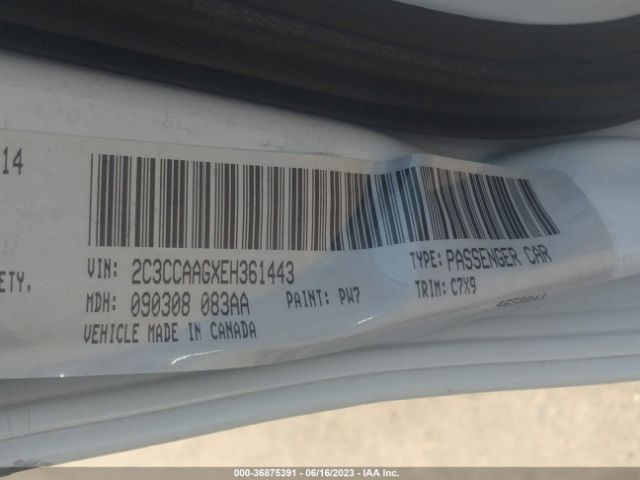 14
ETY,
VIN: 2C3CCAAGXEH361443
TYPE: PASSENGER CAR
MDH: 090308 083AA
PAINT: PW7
TRIM: C7X9
VEHICLE MADE IN CANADA
000-36875391 - 06/16/2023 - IAA Inc.